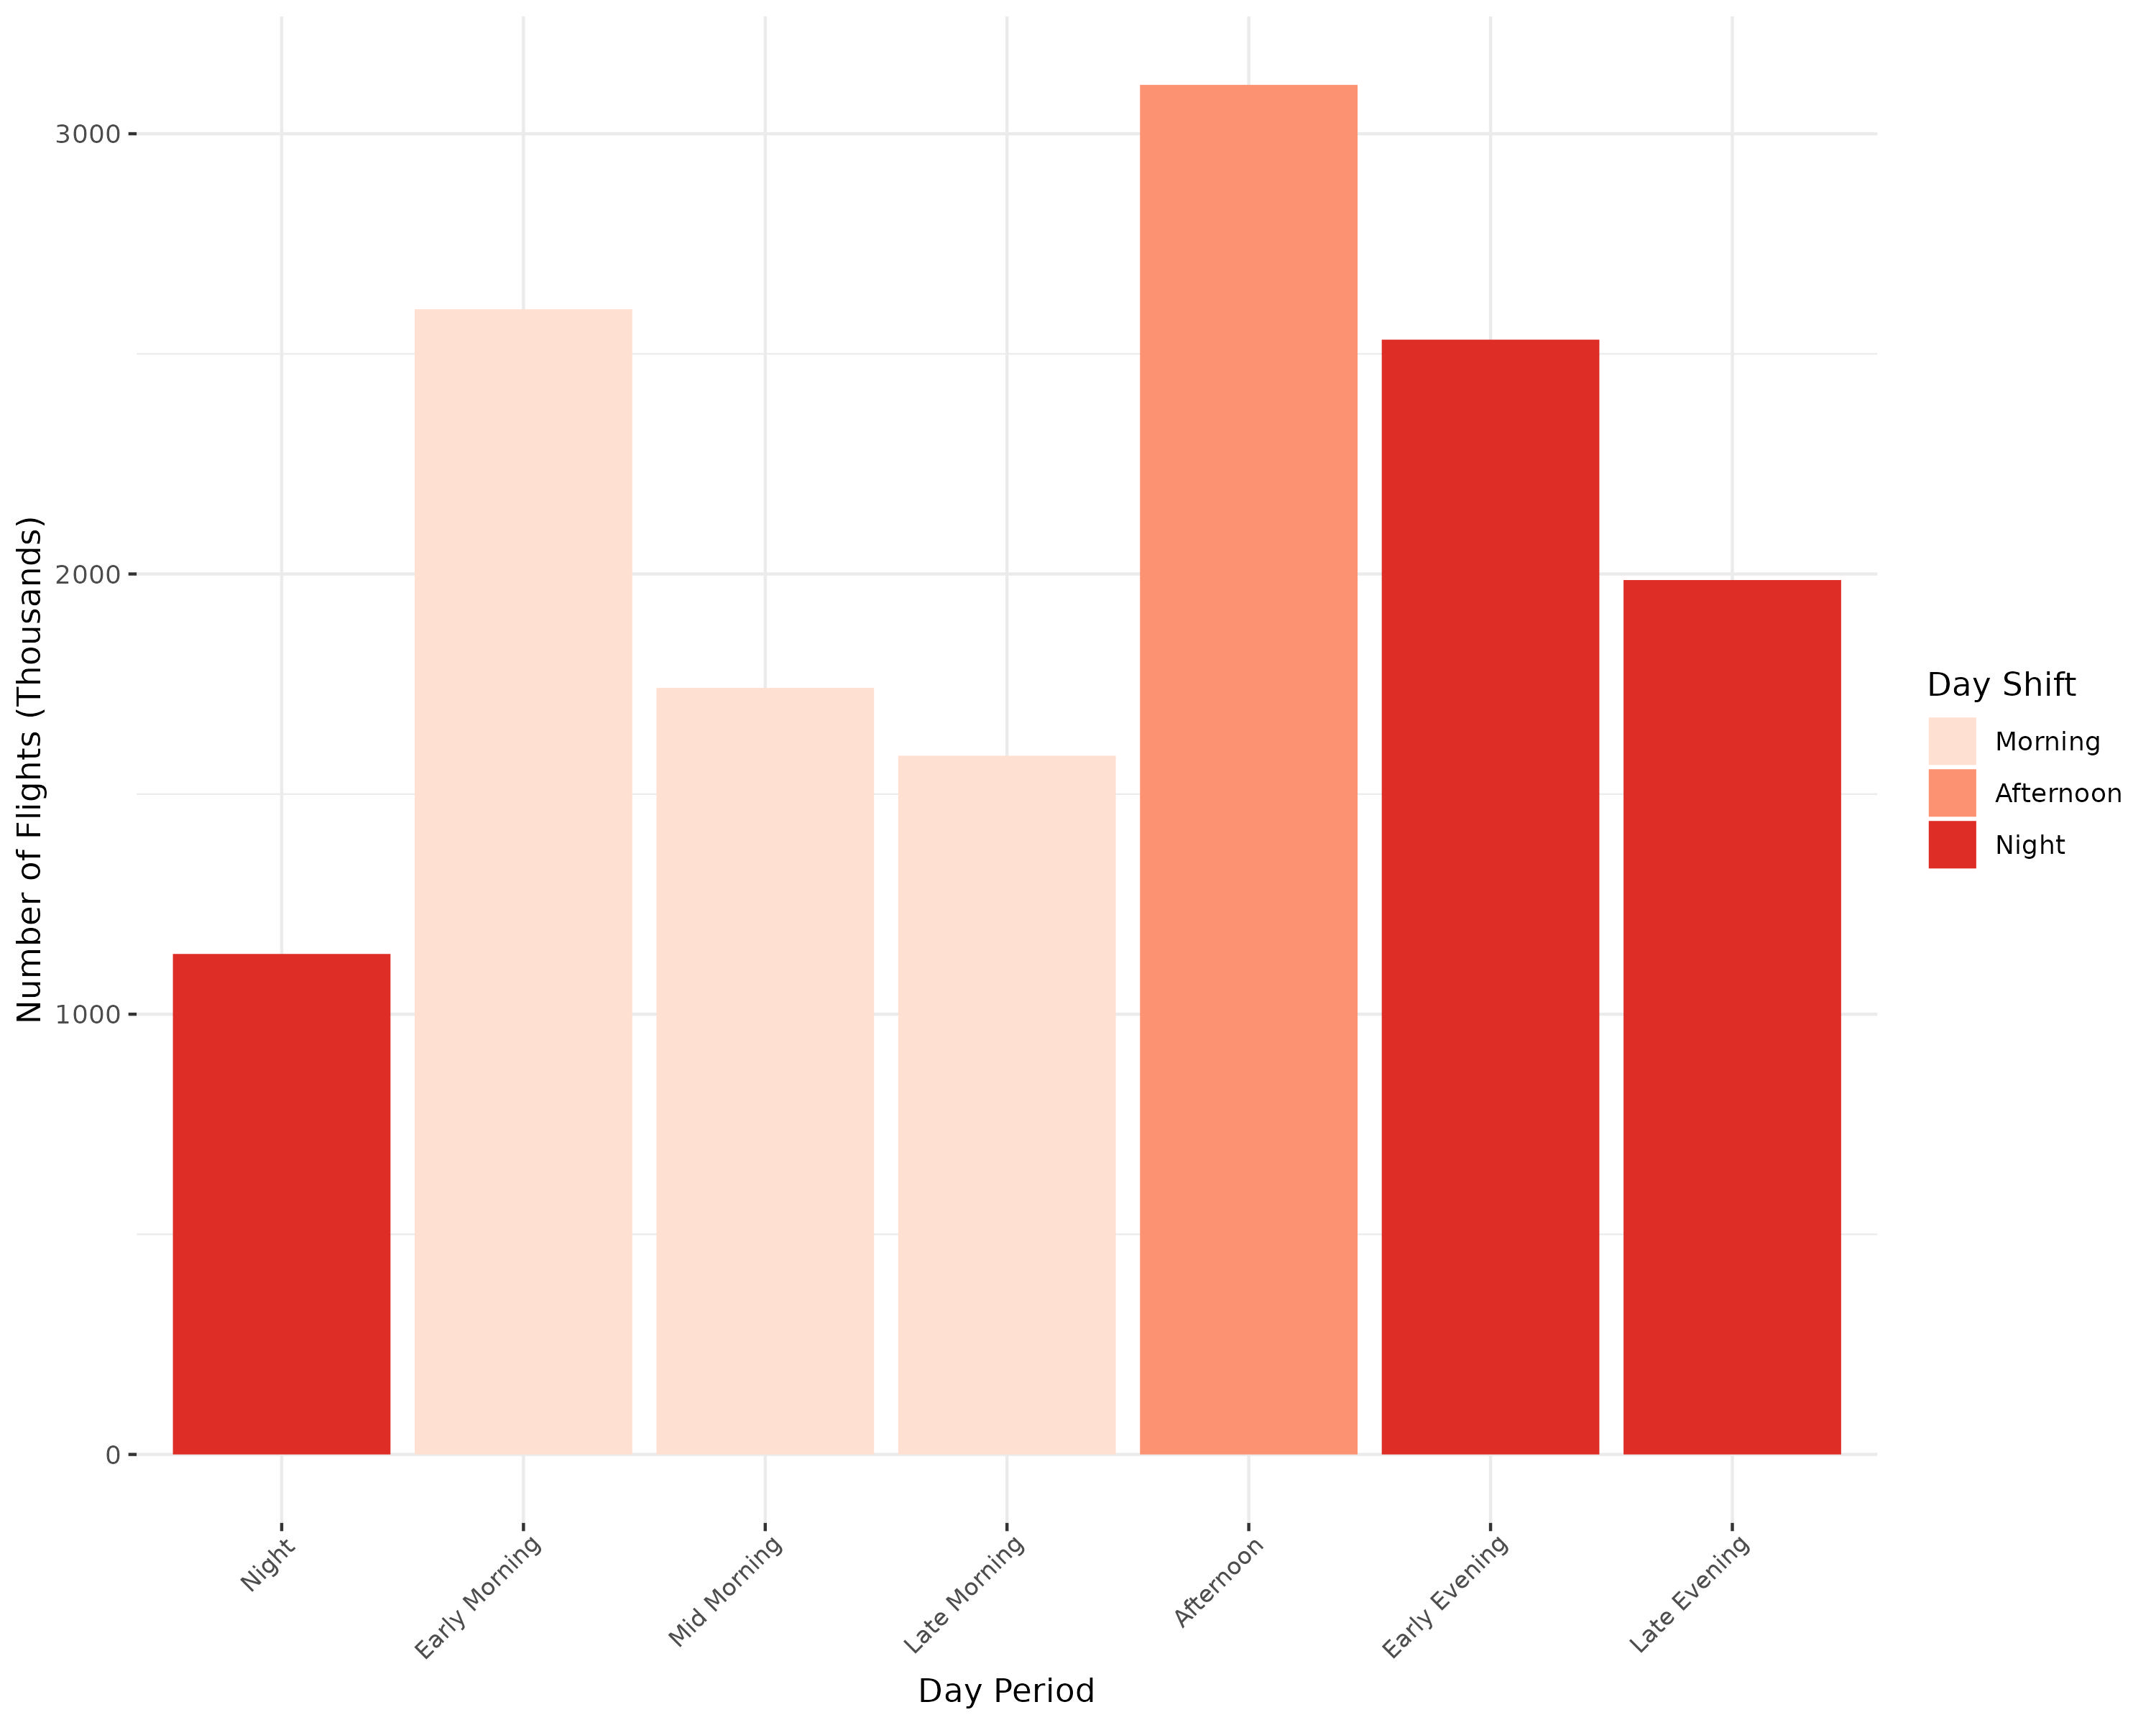 Number of Flights (Thousands)
3000
2000
1000
0
Night
Early Morning
Mid Morning
Late Morning
Afternoon
Early Evening
Late Evening
Day Period
Day Shift
Morning
Afternoon
Night